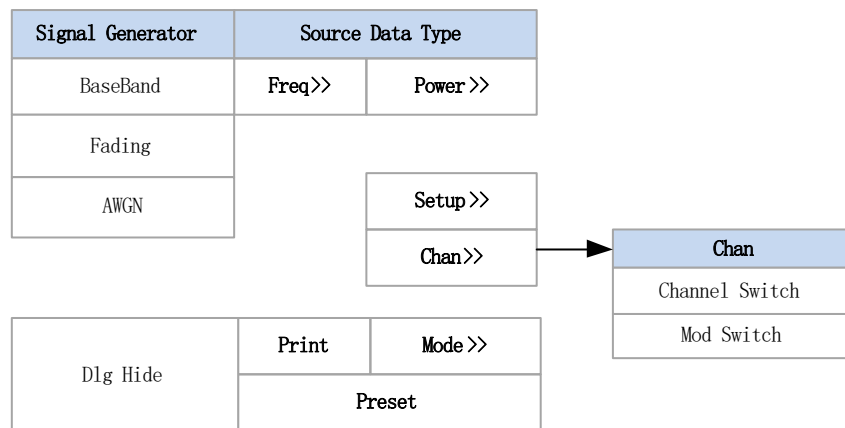 Signal Generator
Source Data Type
BaseBand
Freq>>
Power>>
Fading
AWGN
Setup>>
Chan>>
Chan
Channel Switch
Mod Switch
Dlg Hide
Print
Mode>>
Preset